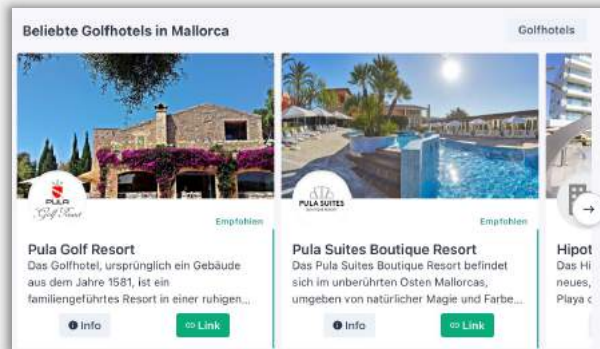 Beliebte Golfhotels in Mallorca
Golfhotels
PULA
Golf Resort
Empfohlen
PULA SUITES
BOUTIQUE RESORT
Empfohlen
Pula Golf Resort
Das Golfhotel, ursprünglich ein Gebäude
aus dem Jahre 1581, ist ein
familiengeführtes Resort in einer ruhigen...
Info
Link
Pula Suites Boutique Resort
Das Pula Suites Boutique Resort befindet
sich im unberührten Osten Mallorcas,
umgeben von natürlicher Magie und Farbe...
Info
Link
Hipot
Das Hi
neues,
Playa